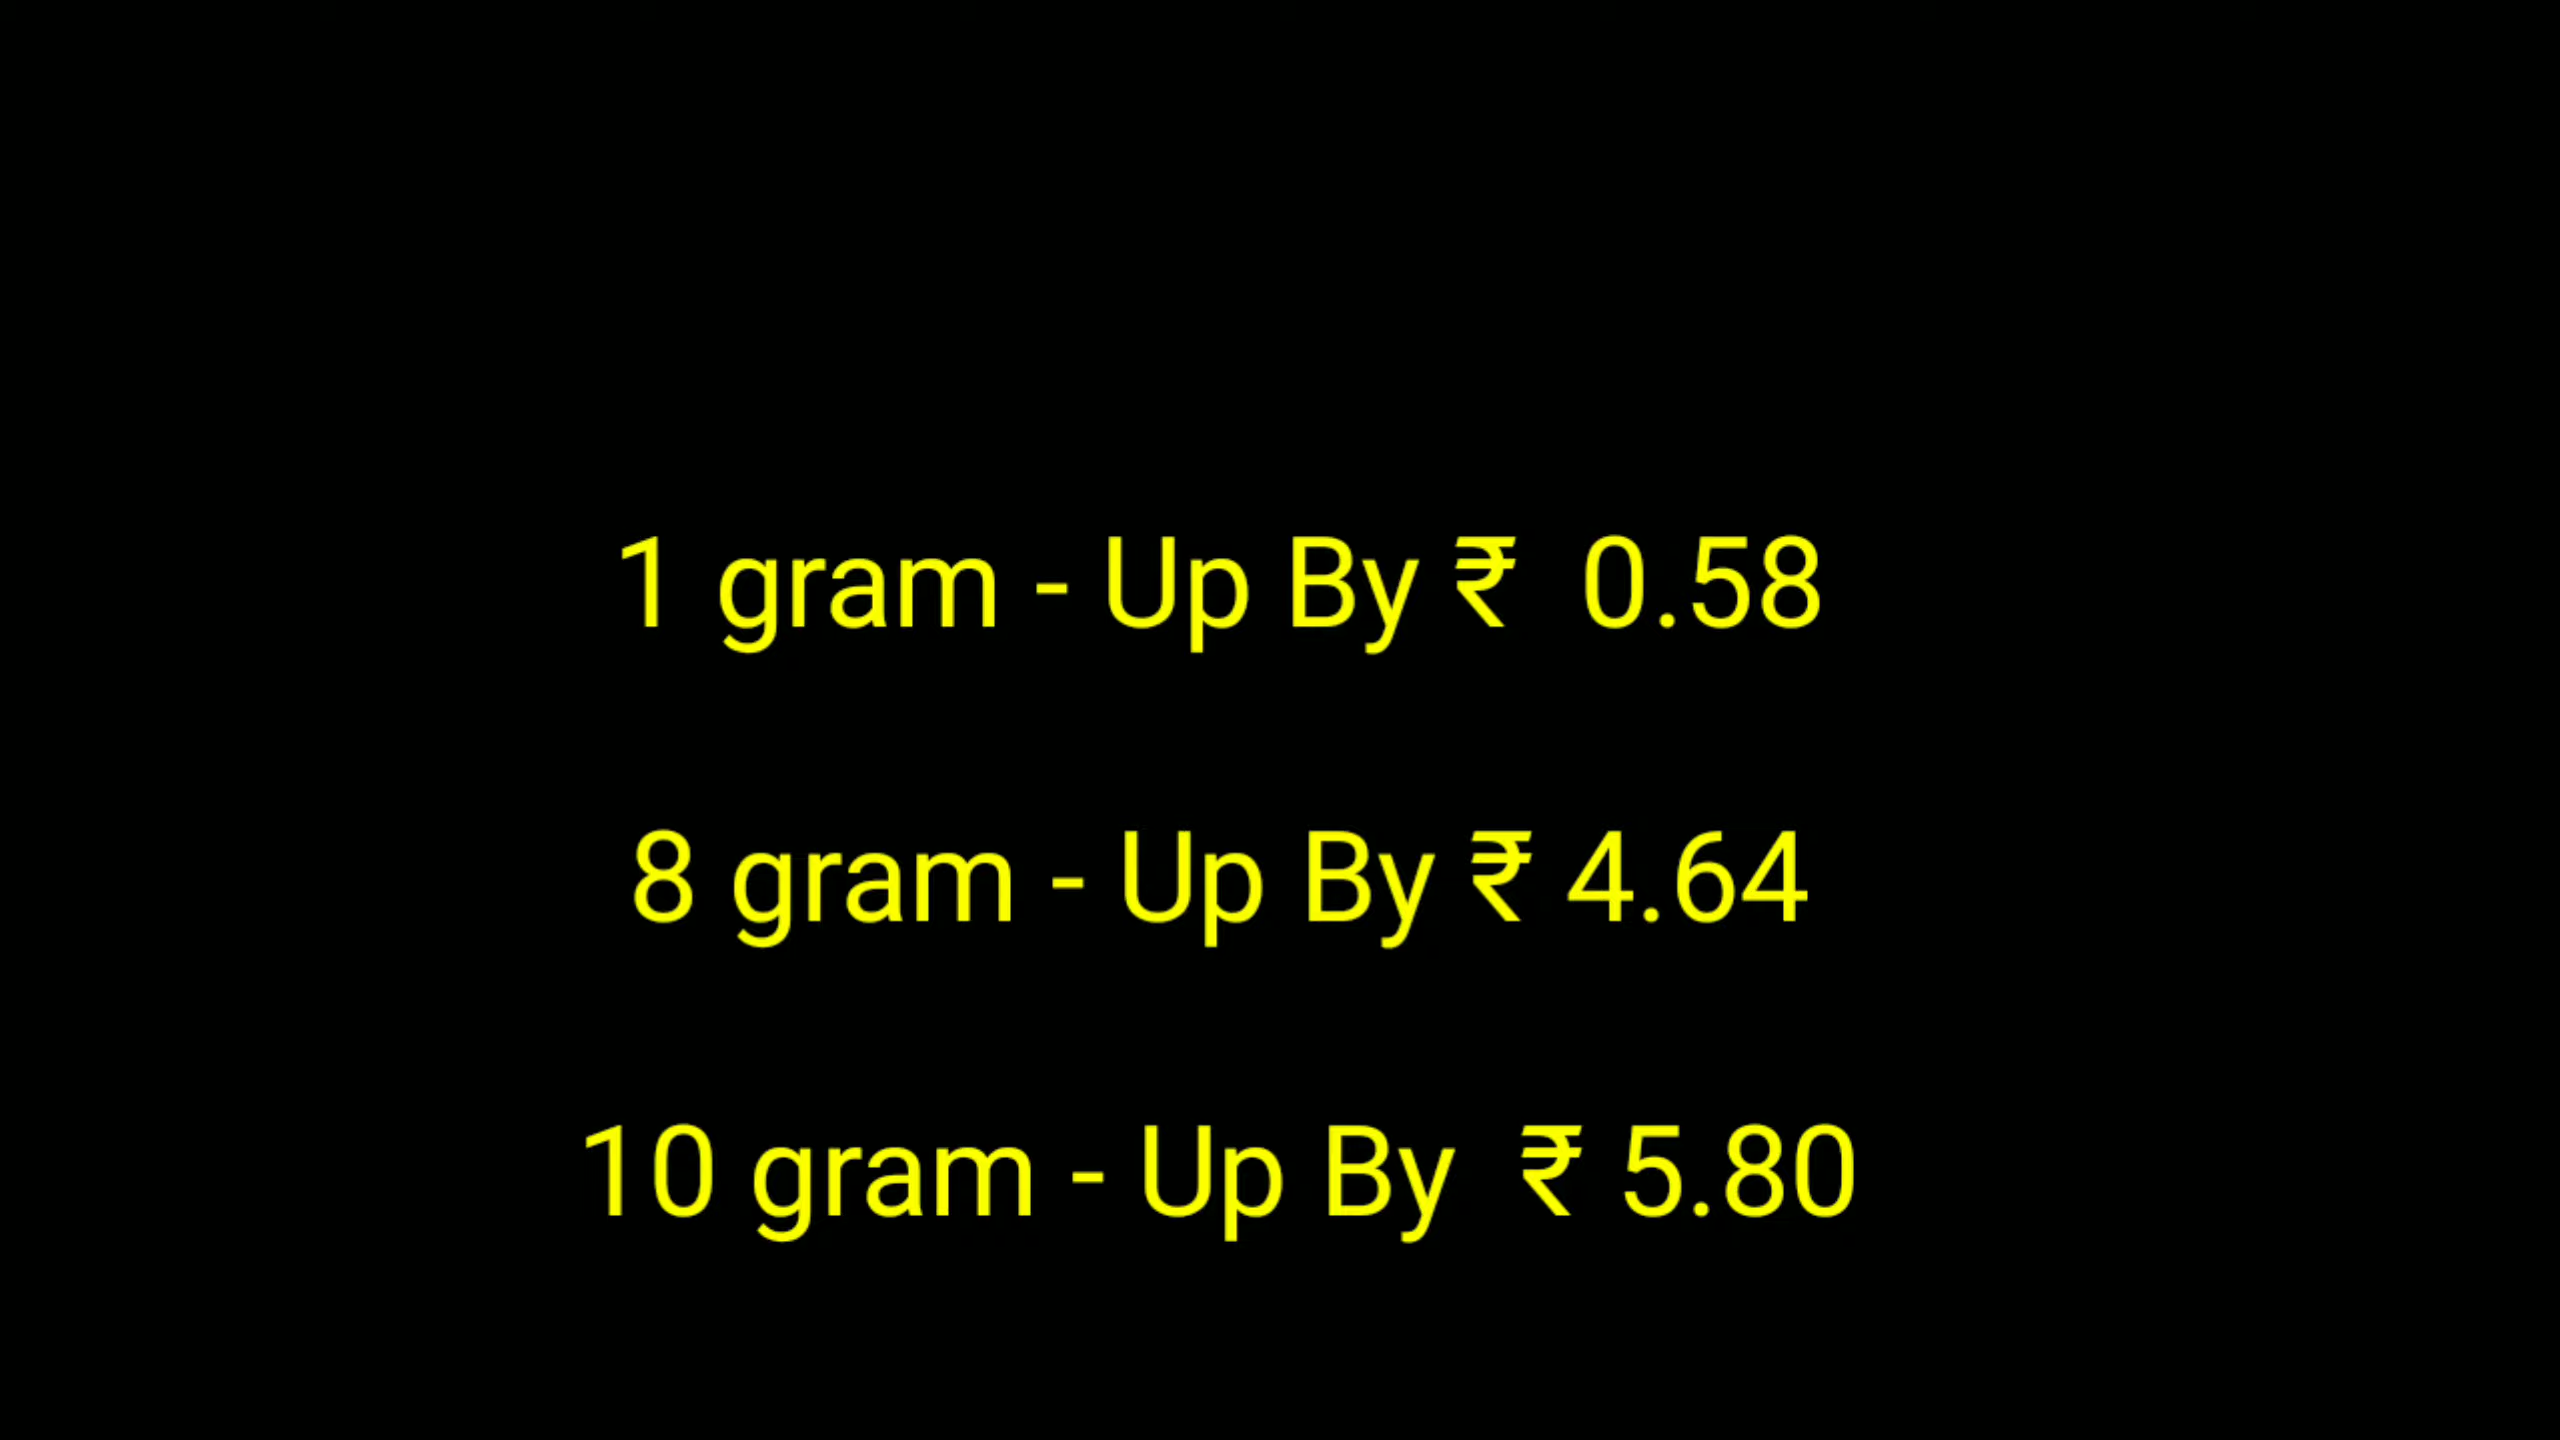 1 gram - Up By ₹  0.58
8 gram - Up By ₹ 4.64
10 gram - Up By  ₹ 5.80